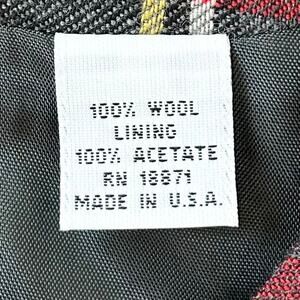 100% WOOL
LINING
100% ACETATE
RN 18871
MADE IN U.S.A.